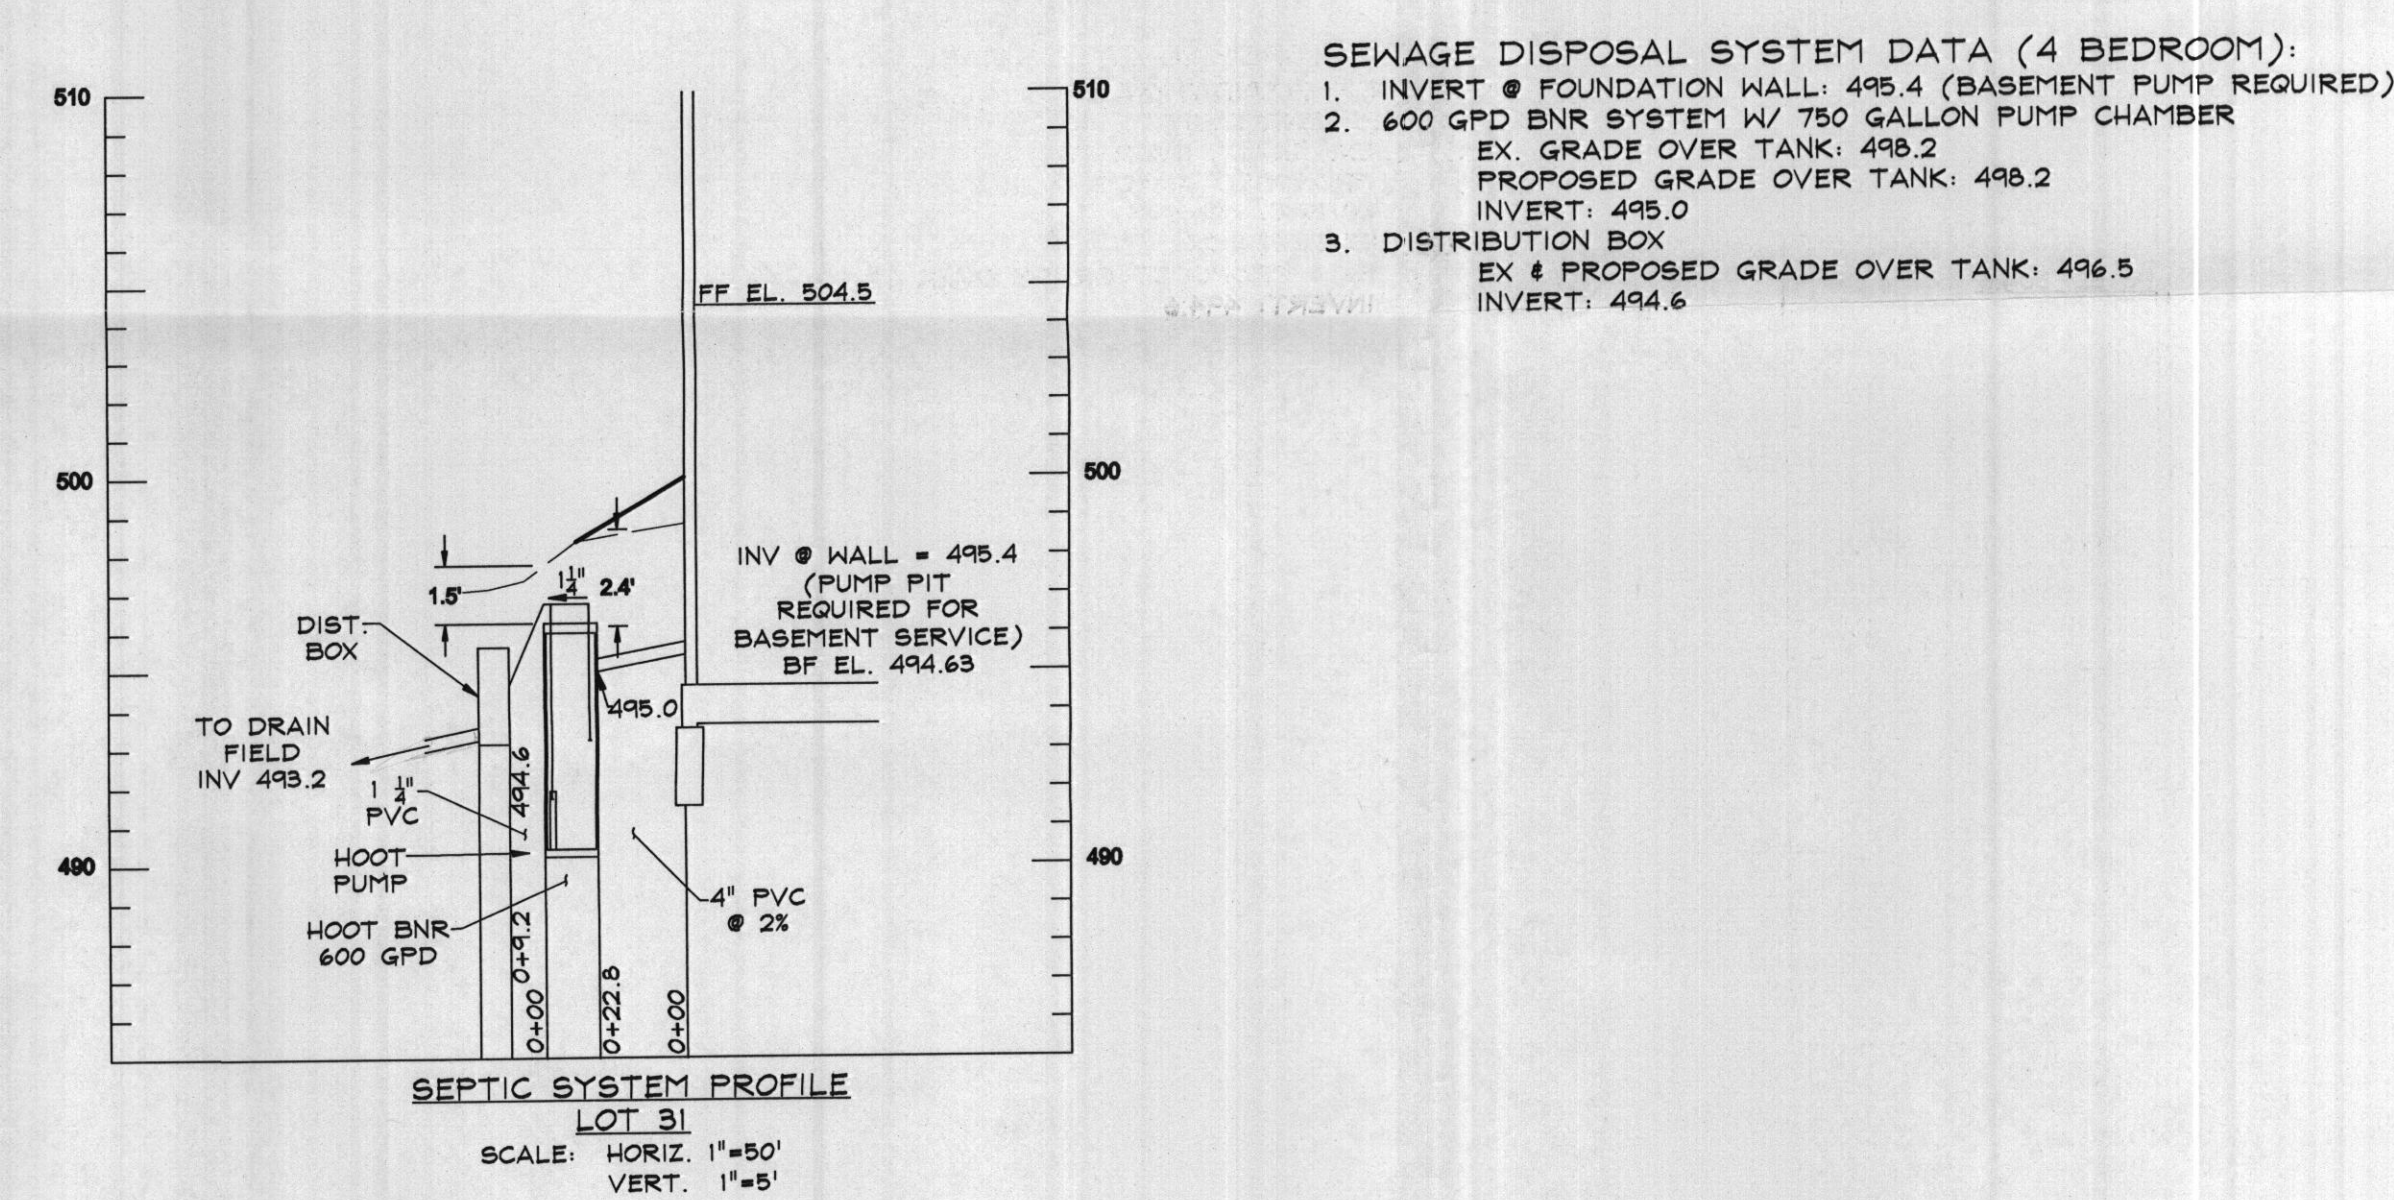 SEWAGE DISPOSAL SYSTEM DATA (4 BEDROOM):
1. INVERT @ FOUNDATION WALL: 495.4 (BASEMENT PUMP REQUIRED)
2. 600 GPD BNR SYSTEM W/ 750 GALLON PUMP CHAMBER
EX. GRADE OVER TANK: 498.2
PROPOSED GRADE OVER TANK: 498.2
INVERT: 495.0
3. DISTRIBUTION BOX
EX & PROPOSED GRADE OVER TANK: 496.5
INVERT: 494.6
510
510
FF EL. 504.5
500
500
INV @ WALL = 495.4
(PUMP PIT
REQUIRED FOR
BASEMENT SERVICE)
BF EL. 494.63
1 1/4"
2.4'
1.5'
DIST.
BOX
495.0
TO DRAIN
FIELD
INV 493.2
1 1/4"
PVC
494.6
HOOT
PUMP
490
490
HOOT BNR
600 GPD
4" PVC
@ 2%
0+9.2
0+00
0+22.8
0+00
SEPTIC SYSTEM PROFILE
LOT 31
SCALE: HORIZ. 1"=50'
VERT. 1"=5'